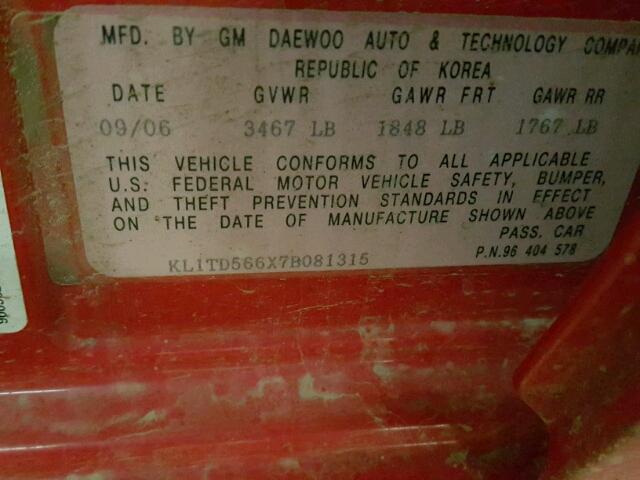 MFD. BY GM DAEWOO AUTO & TECHNOLOGY COMPA
REPUBLIC OF KOREA
DATE GVWR GAWR FRT GAWR RR
09/06 3467 LB 1848 LB 1767 LB
THIS VEHICLE CONFORMS TO ALL APPLICABLE
U.S. FEDERAL MOTOR VEHICLE SAFETY, BUMPER,
AND THEFT PREVENTION STANDARDS IN EFFECT
ON THE DATE OF MANUFACTURE SHOWN ABOVE
PASS. CAR
KL1TD566X7B081315 P.N.96 404 578